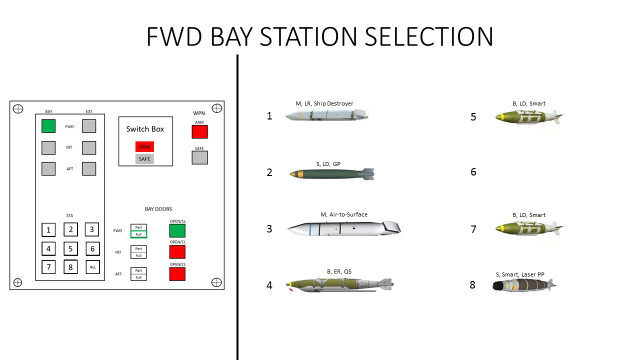 FWD BAY STATION SELECTION
BAY
EXT
FWD
INT
AFT
Switch Box
ARM
SAFE
WPN
ARM
SAFE
STA
1 2 3
4 5 6
7 8 ALL
BAY DOORS
OPEN/CL
FWD
Part
Full
OPEN/CL
INT
Part
Full
OPEN/CL
AFT
Part
Full
M, LR, Ship Destroyer
1
S, LD, GP
2
M, Air-to-Surface
3
B, ER, QS
4
B, LD, Smart
5
6
B, LD, Smart
7
S, Smart, Laser PP
8